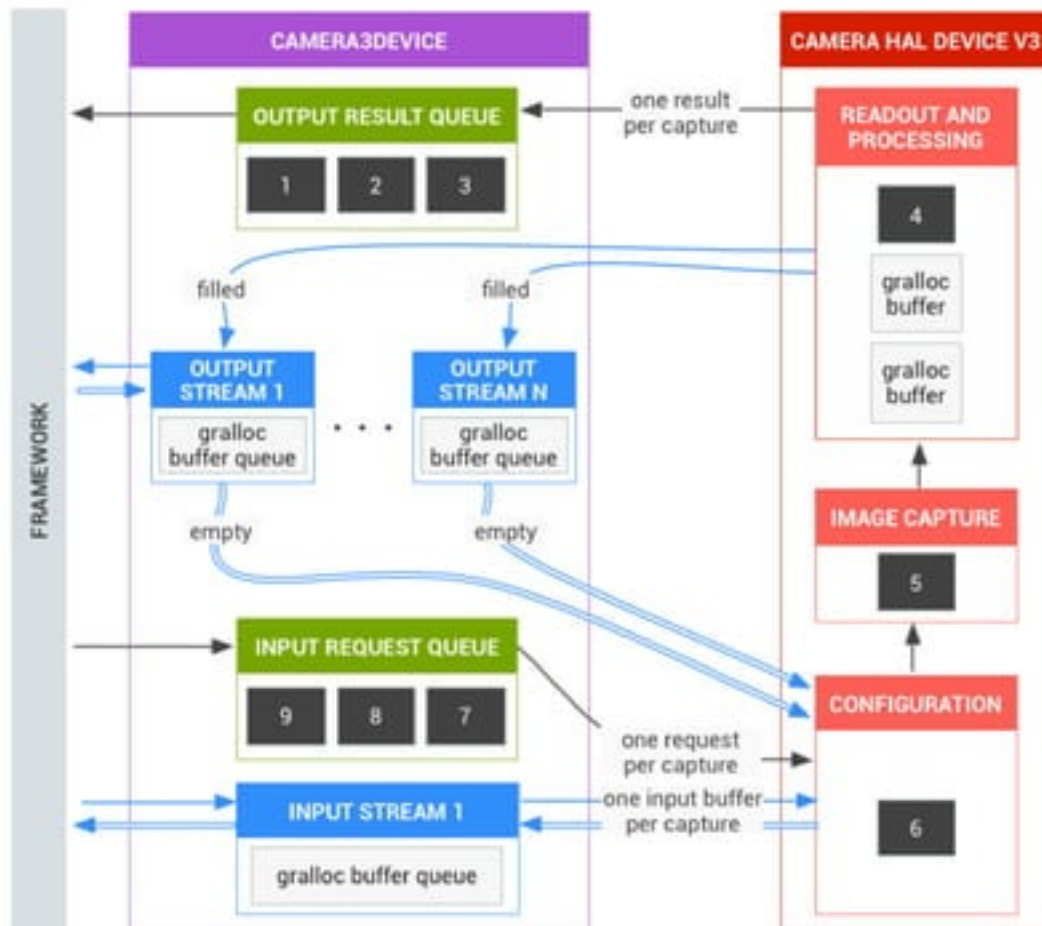 CAMERA3DEVICE
CAMERA HAL DEVICE V3
OUTPUT RESULT QUEUE
1
2
3
one result
per capture
READOUT AND
PROCESSING
4
gralloc
buffer
gralloc
buffer
filled
filled
OUTPUT
STREAM 1
gralloc
buffer queue
. . .
OUTPUT
STREAM N
gralloc
buffer queue
FRAMEWORK
empty
empty
IMAGE CAPTURE
5
INPUT REQUEST QUEUE
9
8
7
one request
per capture
CONFIGURATION
6
INPUT STREAM 1
gralloc buffer queue
one input buffer
per capture